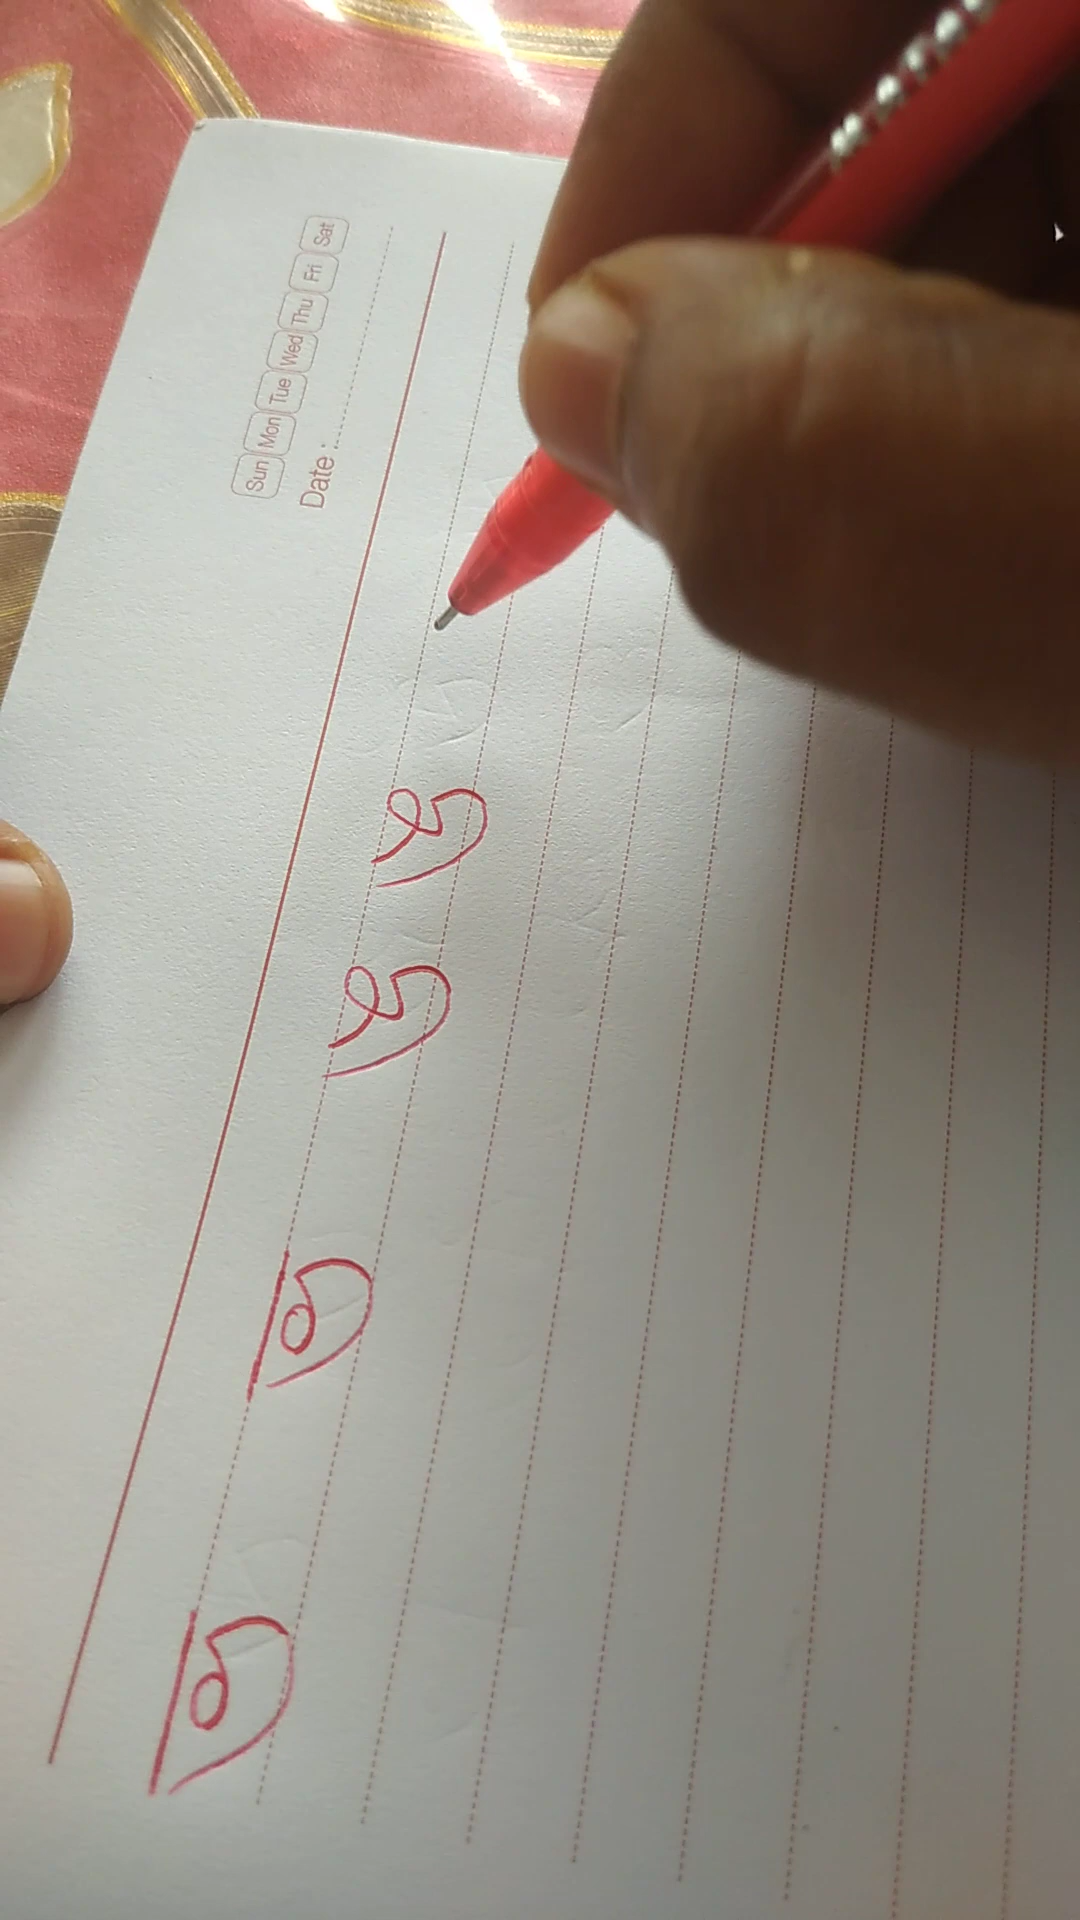 Sun Mon Tue Wed Thu Fri Sat
Date :
ত ত ও ও